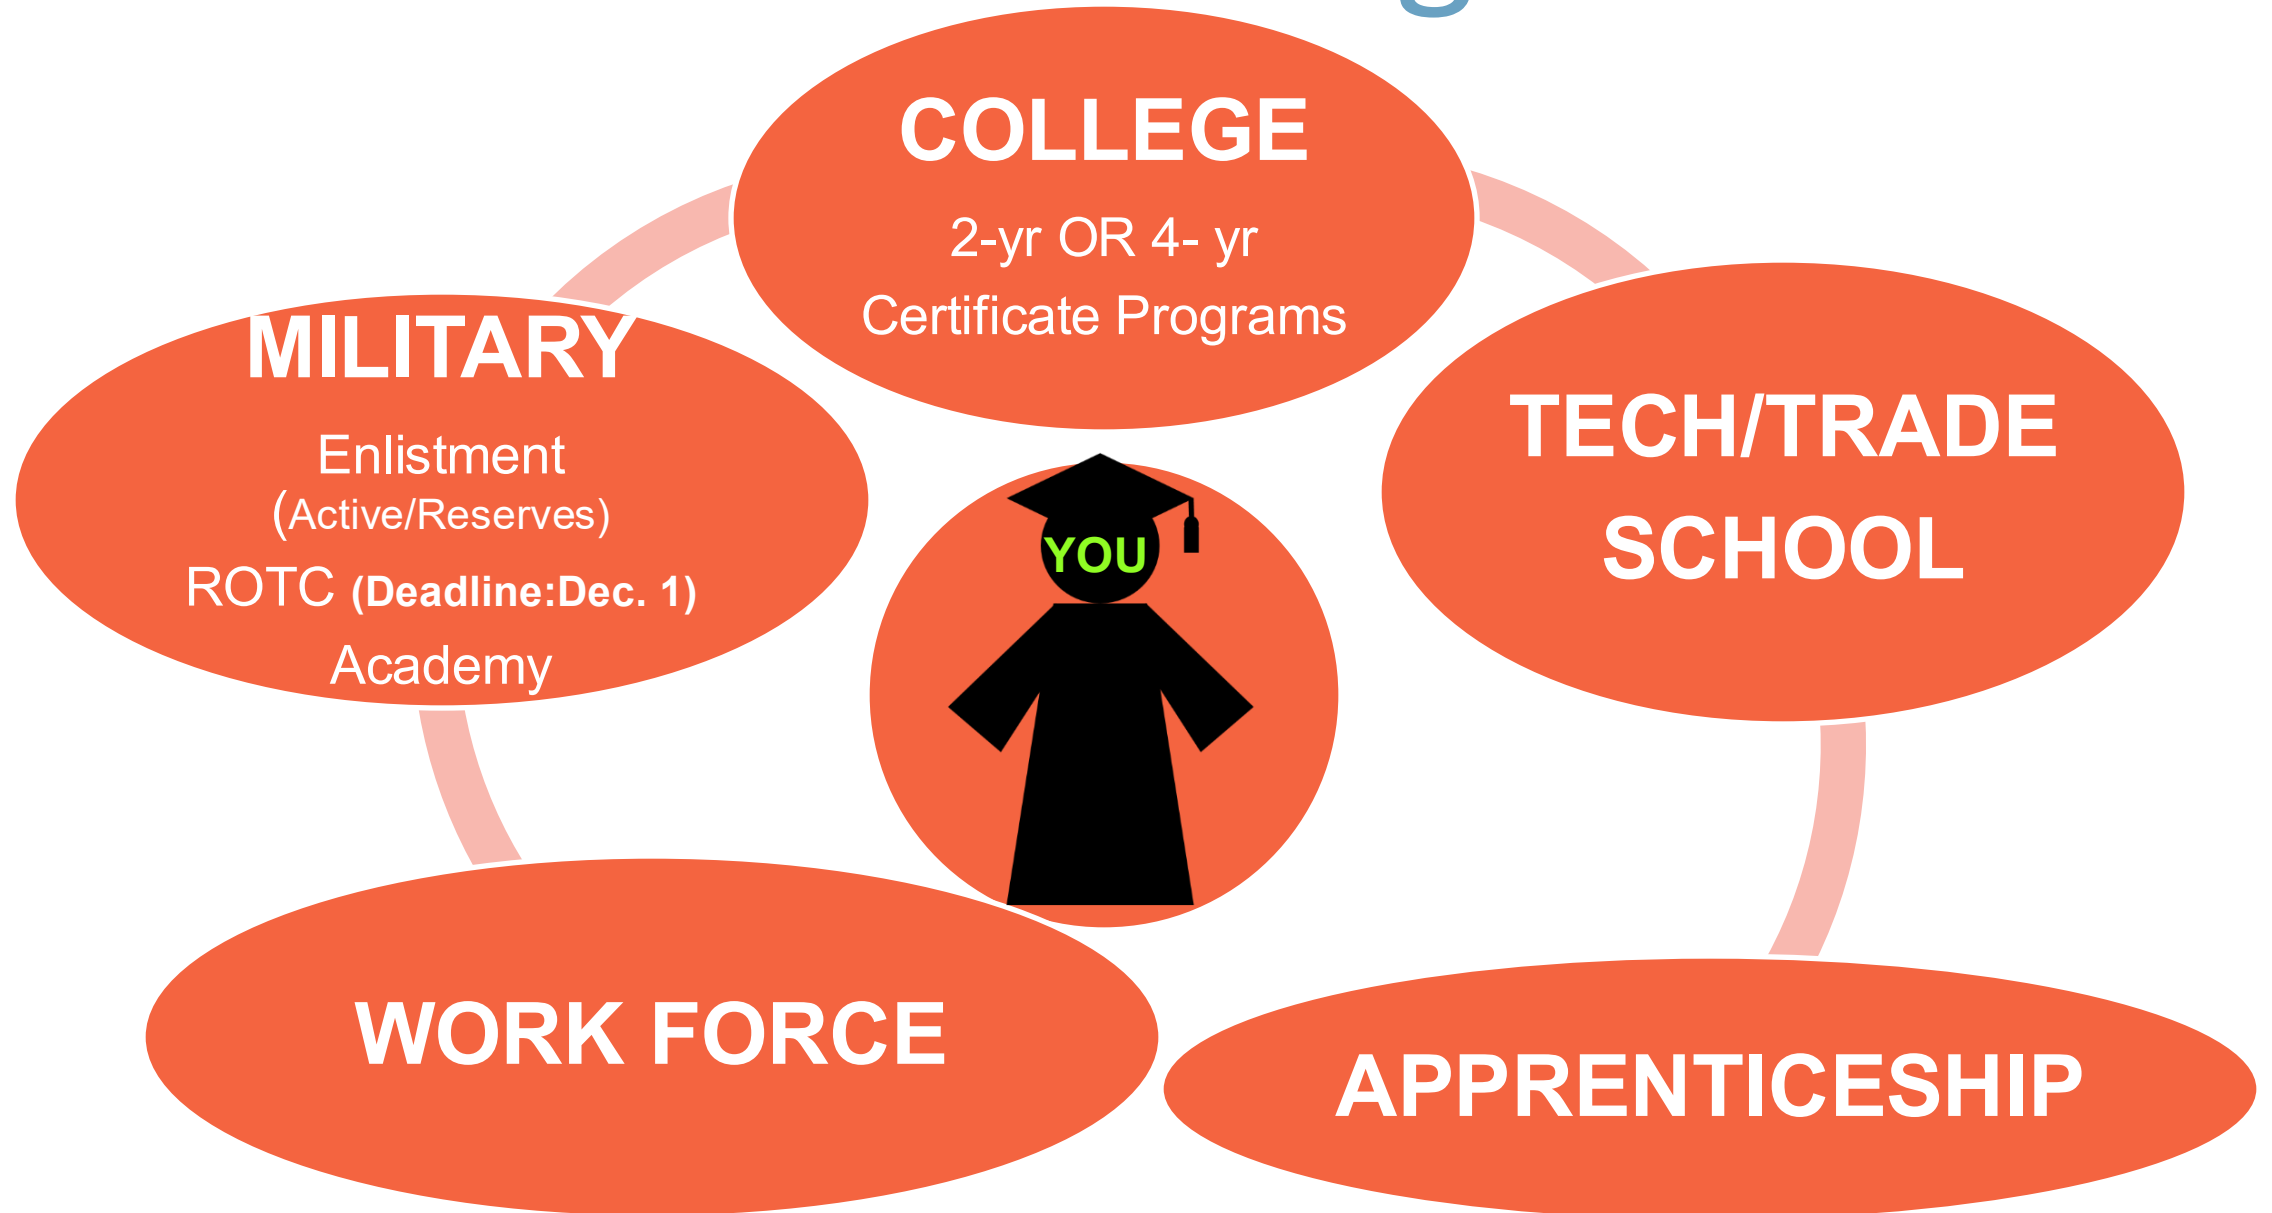 COLLEGE
2-yr OR 4- yr
Certificate Programs
TECH/TRADE
SCHOOL
APPRENTICESHIP
WORK FORCE
MILITARY
Enlistment
(Active/Reserves)
ROTC (Deadline:Dec. 1)
Academy
YOU